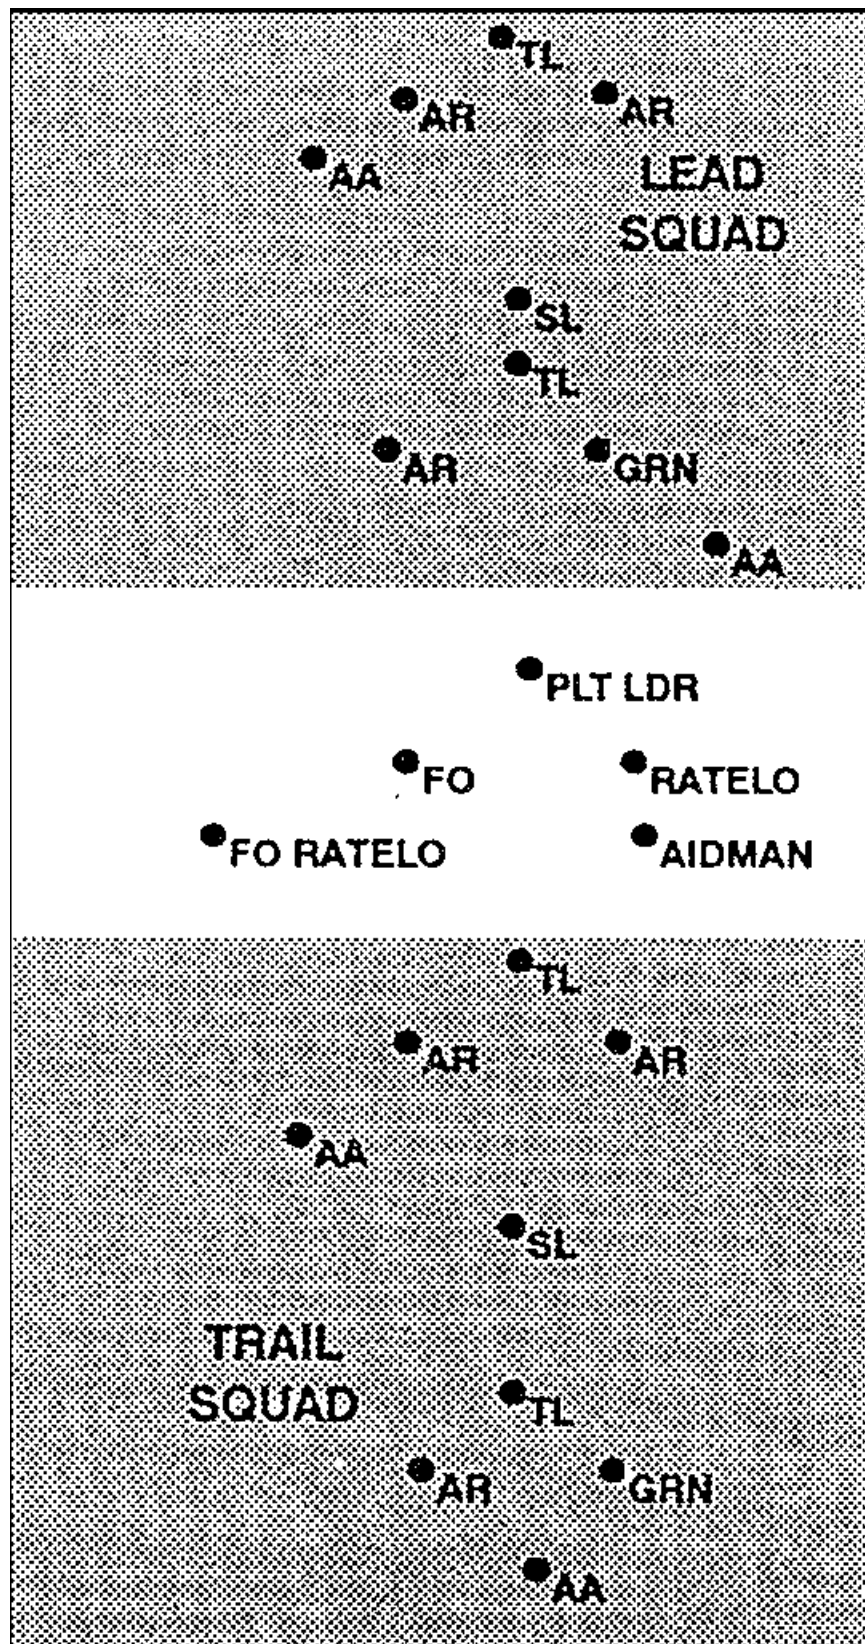 TL
AR
AR
AA
LEAD
SQUAD
SL
TL
AR
GRN
AA
PLT LDR
FO
RATELO
FO RATELO
AIDMAN
TL
AR
AR
AA
SL
TRAIL
SQUAD
TL
AR
GRN
AA